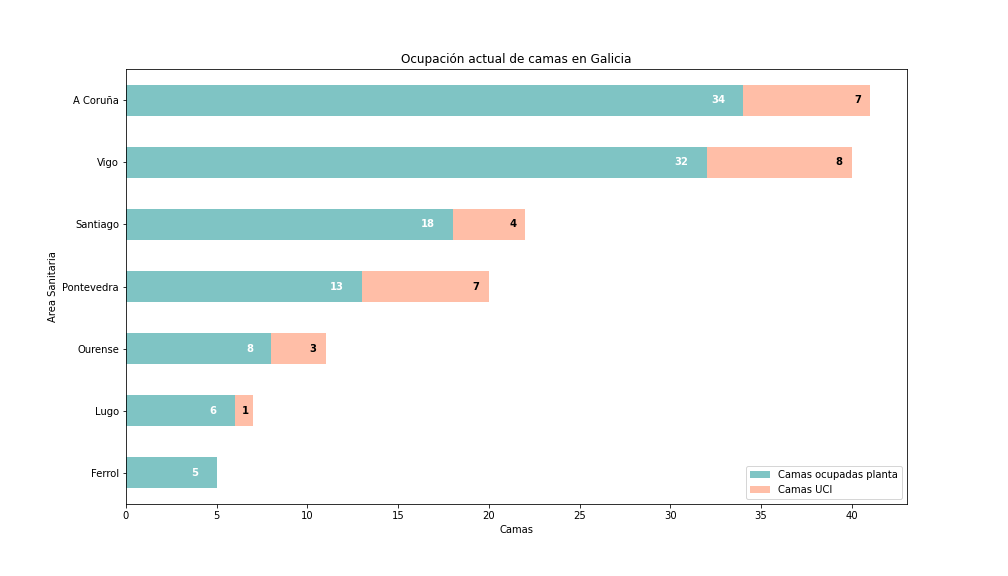 Ocupación actual de camas en Galicia
A Coruña 34 7
Vigo 32 8
Santiago 18 4
Pontevedra 13 7
Ourense 8 3
Lugo 6 1
Ferrol 5
Area Sanitaria
Camas ocupadas planta
Camas UCI
0 5 10 15 20 25 30 35 40
Camas